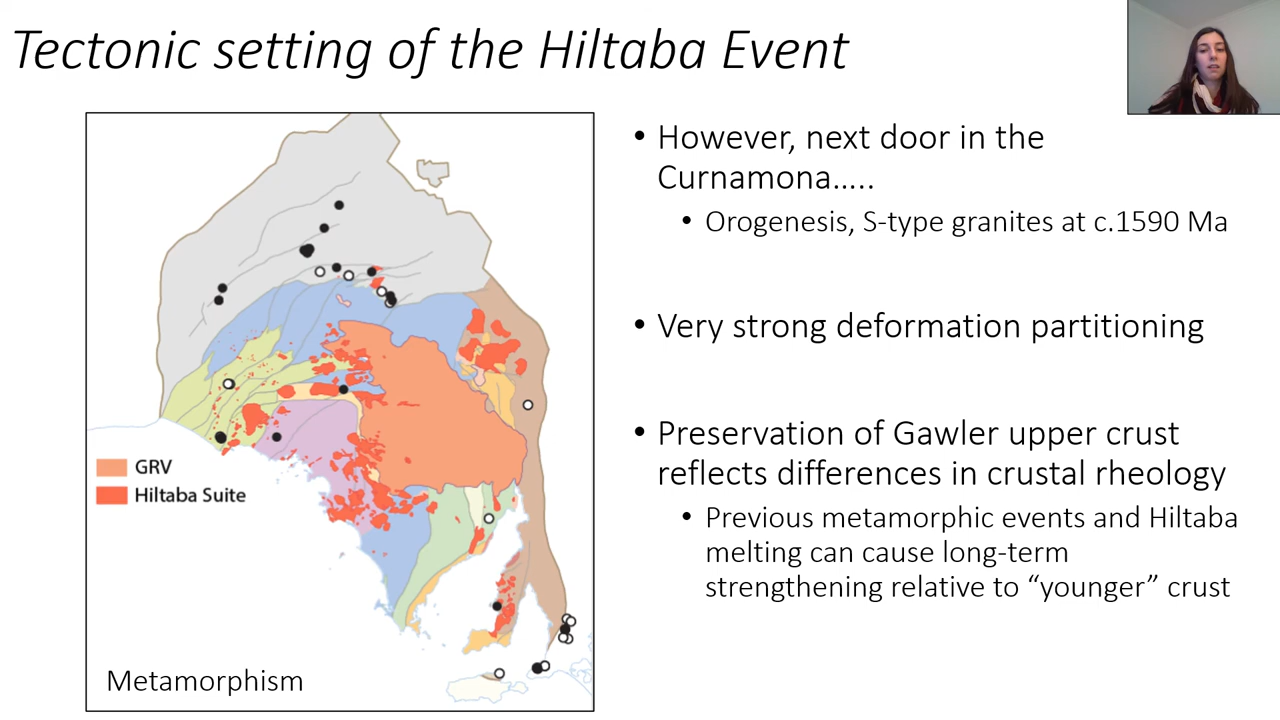 Tectonic setting of the Hiltaba Event
• However, next door in the
Curnamona.....
• Orogenesis, S-type granites at c.1590 Ma
• Very strong deformation partitioning
• Preservation of Gawler upper crust
reflects differences in crustal rheology
• Previous metamorphic events and Hiltaba
melting can cause long-term
strengthening relative to “younger” crust
GRV
Hiltaba Suite
Metamorphism